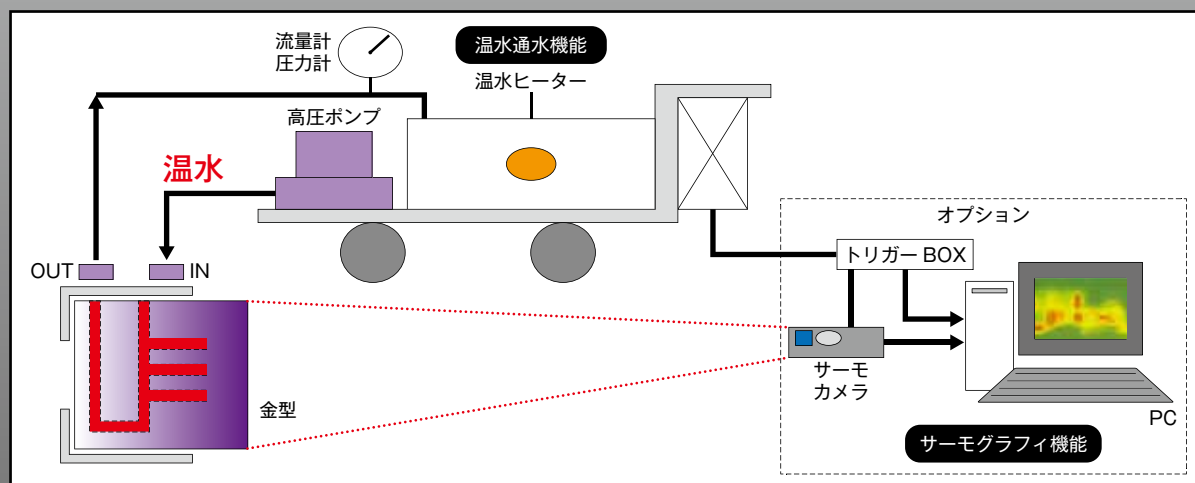 流量計
圧力計
温水通水機能
温水ヒーター
高圧ポンプ
温水
OUT
IN
金型
オプション
トリガー BOX
サーモ
カメラ
PC
サーモグラフィ機能